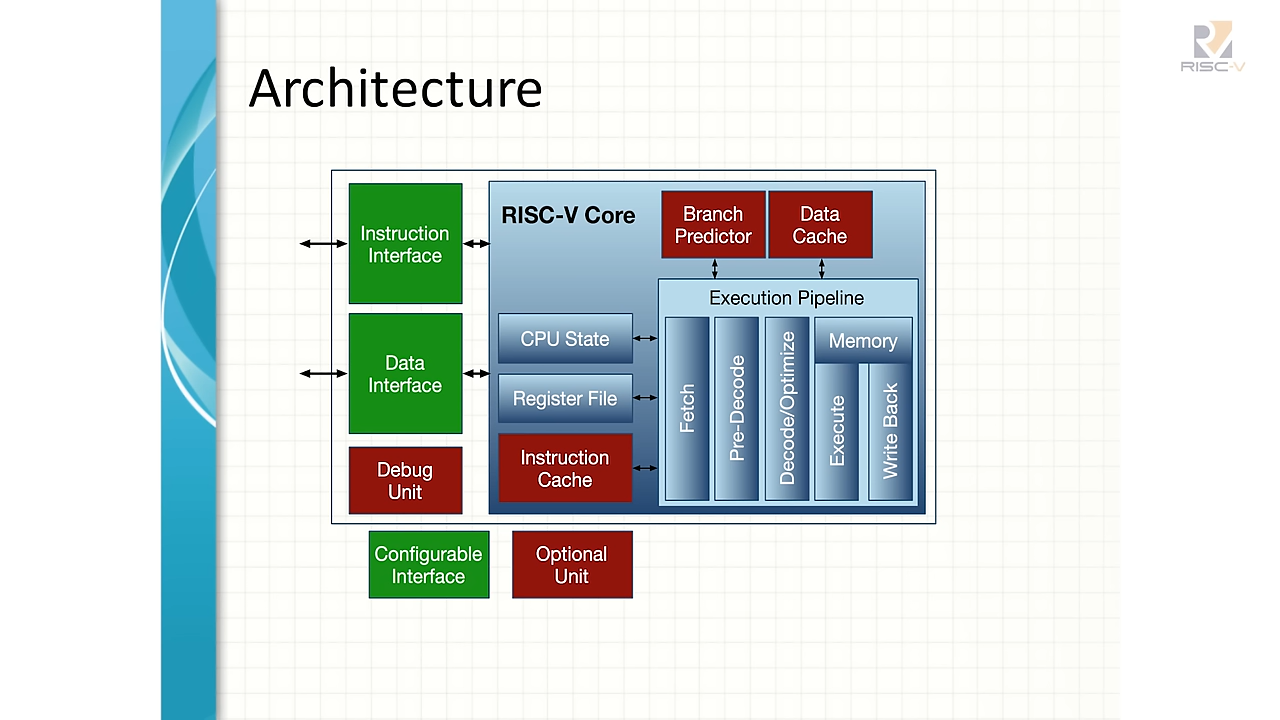 Architecture
RISC-V
Instruction
Interface
RISC-V Core
Branch
Predictor
Data
Cache
Execution Pipeline
Data
Interface
CPU State
Register File
Instruction
Cache
Fetch
Pre-Decode
Decode/Optimize
Memory
Execute
Write Back
Debug
Unit
Configurable
Interface
Optional
Unit